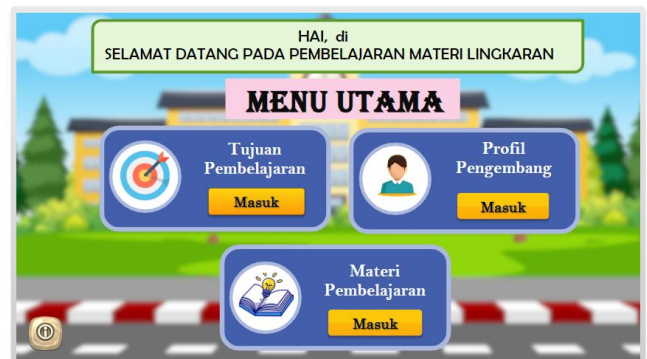 HAI, di
SELAMAT DATANG PADA PEMBELAJARAN MATERI LINGKARAN
MENU UTAMA
Tujuan
Pembelajaran
Masuk
Profil
Pengembang
Masuk
Materi
Pembelajaran
Masuk